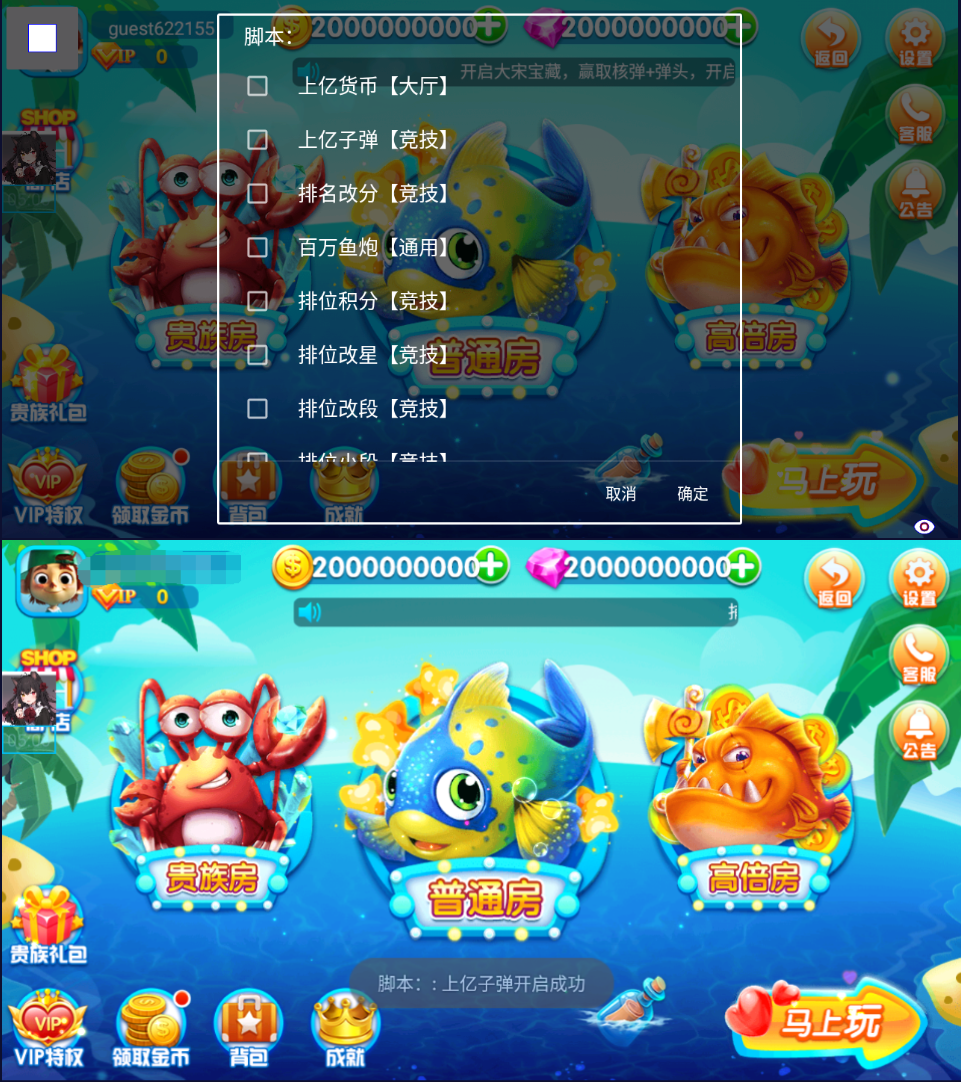 guest622155
VIP 0
脚本：
2000000000
2000000000
返回
设置
开启大宋宝藏，赢取核弹+弹头，开启
上亿货币【大厅】
上亿子弹【竞技】
排名改分【竞技】
百万鱼炮【通用】
排位积分【竞技】
排位改星【竞技】
排位改段【竞技】
排位小段【竞技】
取消
确定
SHOP
店
客服
公告
贵族房
普通房
高倍房
贵族礼包
VIP
VIP特权
领取金币
背包
成就
马上玩
2000000000
2000000000
返回
设置
VIP 0
SHOP
店
客服
公告
贵族房
普通房
高倍房
贵族礼包
脚本：: 上亿子弹开启成功
VIP
VIP特权
领取金币
背包
成就
马上玩